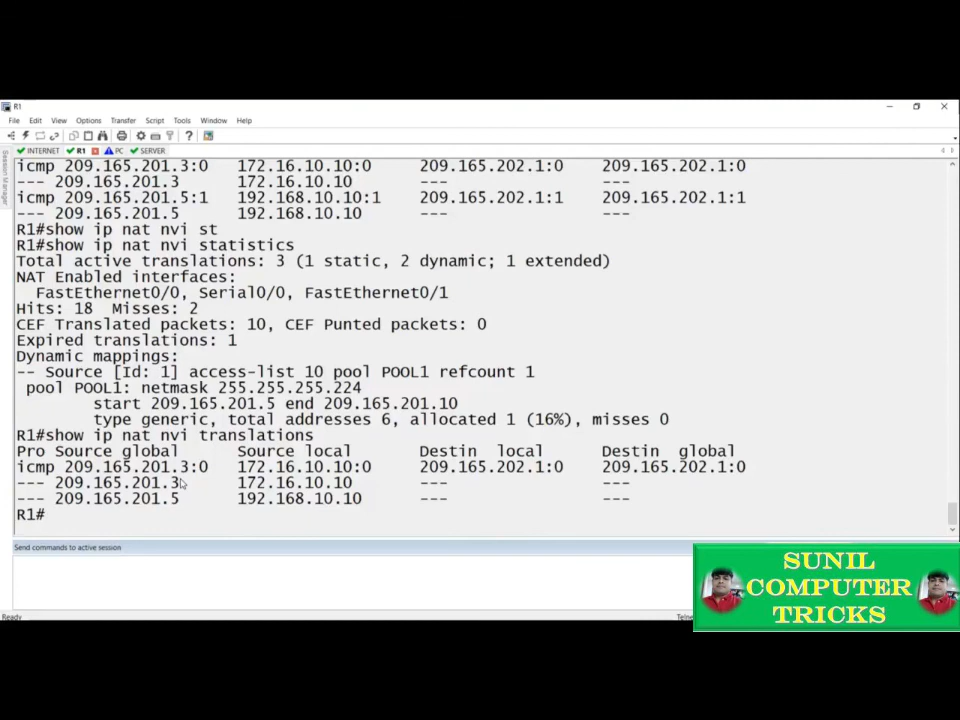 R1
File Edit View Options Transfer Script Tools Window Help
INTERNET R1 PC SERVER
Session Manager
icmp 209.165.201.3:0 172.16.10.10:0 209.165.202.1:0 209.165.202.1:0
--- 209.165.201.3 172.16.10.10 --- ---
icmp 209.165.201.5:1 192.168.10.10:1 209.165.202.1:1 209.165.202.1:1
--- 209.165.201.5 192.168.10.10 --- ---
R1#show ip nat nvi st
R1#show ip nat nvi statistics
Total active translations: 3 (1 static, 2 dynamic; 1 extended)
NAT Enabled interfaces:
FastEthernet0/0, Serial0/0, FastEthernet0/1
Hits: 18 Misses: 2
CEF Translated packets: 10, CEF Punted packets: 0
Expired translations: 1
Dynamic mappings:
-- Source [Id: 1] access-list 10 pool POOL1 refcount 1
pool POOL1: netmask 255.255.255.224
start 209.165.201.5 end 209.165.201.10
type generic, total addresses 6, allocated 1 (16%), misses 0
R1#show ip nat nvi translations
Pro Source global Source local Destin local Destin global
icmp 209.165.201.3:0 172.16.10.10:0 209.165.202.1:0 209.165.202.1:0
--- 209.165.201.3 172.16.10.10 --- ---
--- 209.165.201.5 192.168.10.10 --- ---
R1#
Send commands to active session
Ready Telne
SUNIL
COMPUTER
TRICKS